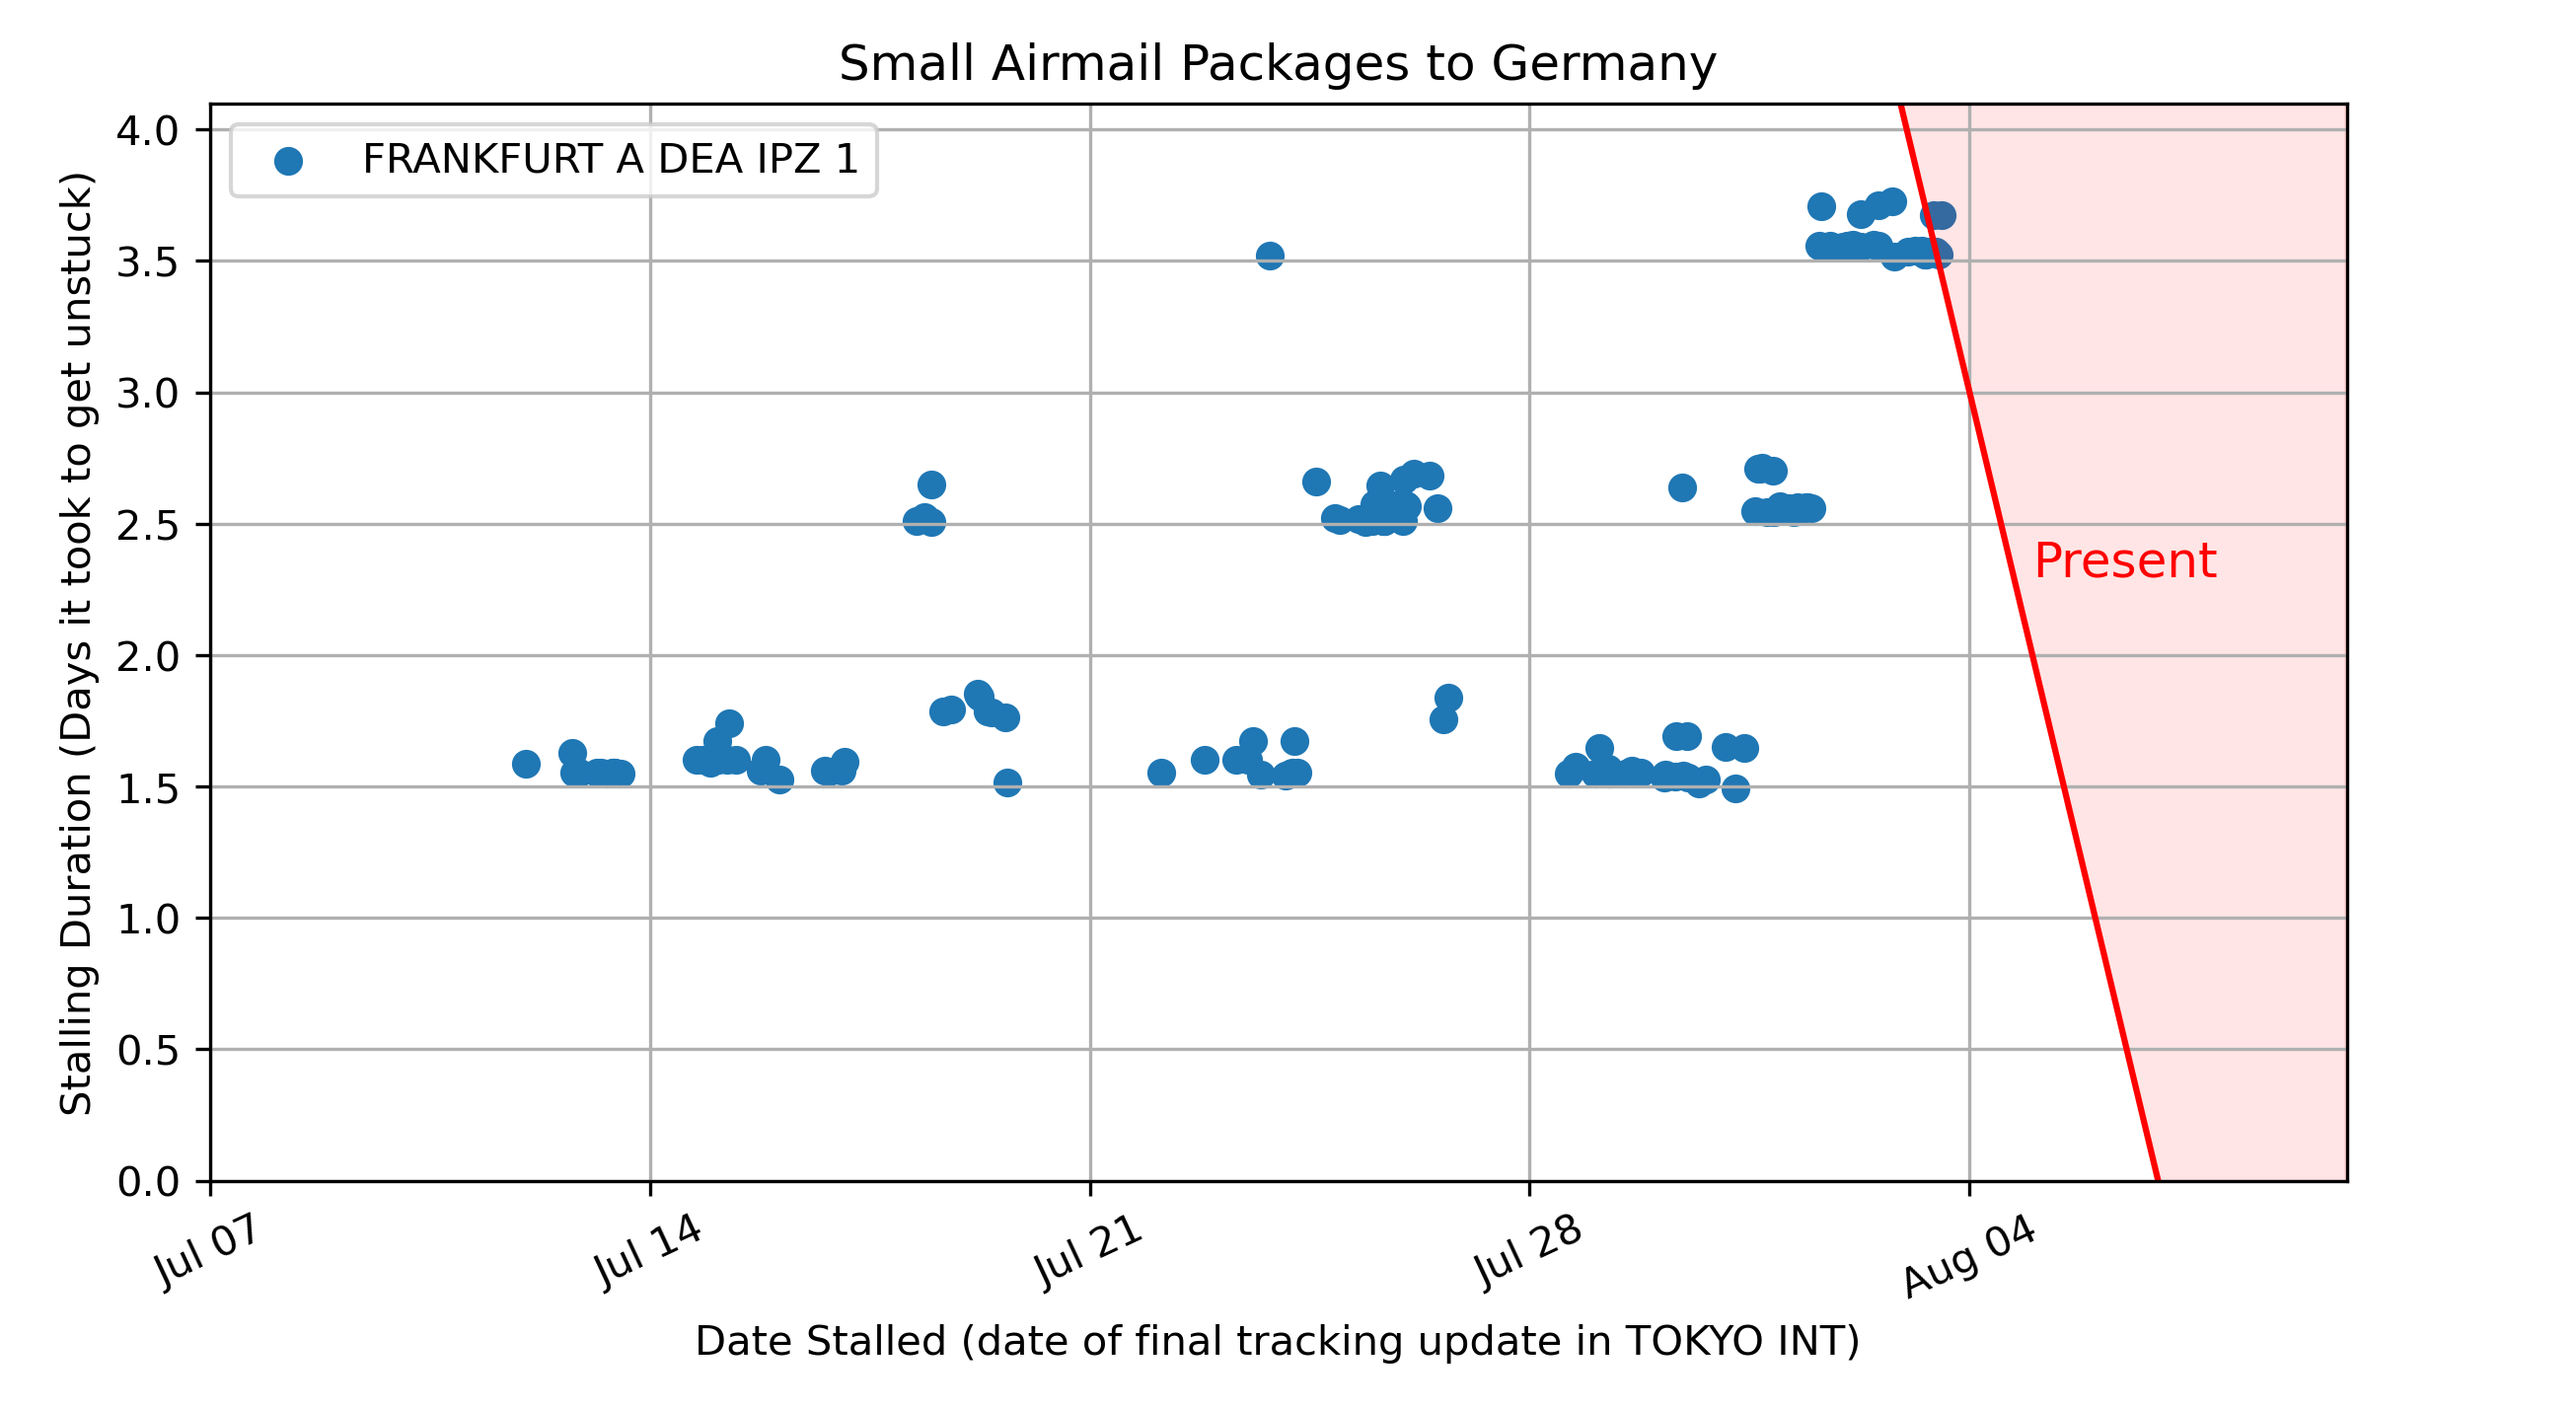 Small Airmail Packages to Germany
FRANKFURT A DEA IPZ 1
Stalling Duration (Days it took to get unstuck)
4.0
3.5
3.0
2.5
2.0
1.5
1.0
0.5
0.0
Present
Jul 07
Jul 14
Jul 21
Jul 28
Aug 04
Date Stalled (date of final tracking update in TOKYO INT)